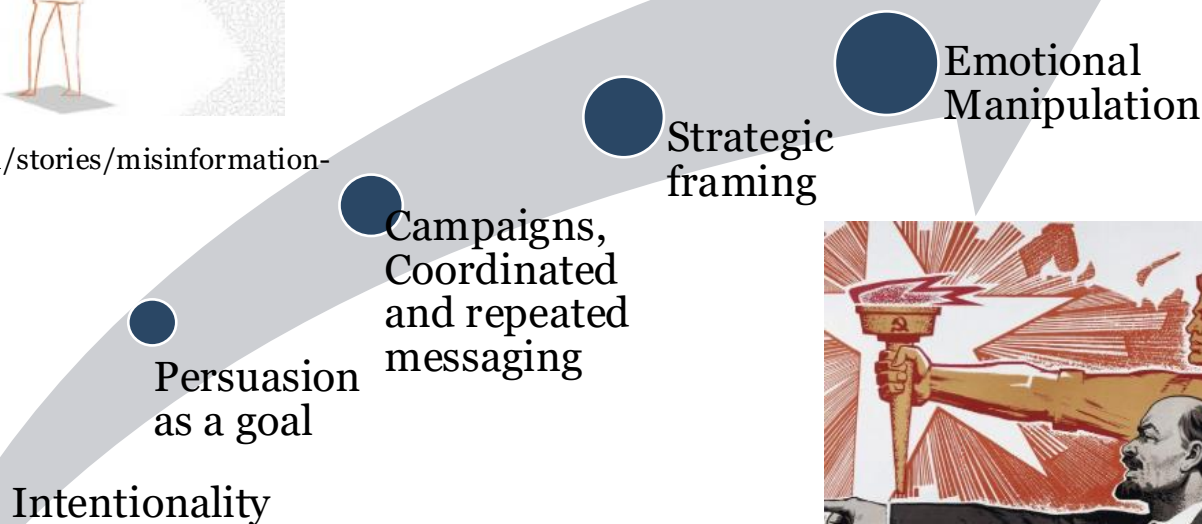 Emotional
Manipulation
Strategic
framing
/stories/misinformation-
Campaigns,
Coordinated
and repeated
messaging
Persuasion
as a goal
Intentionality